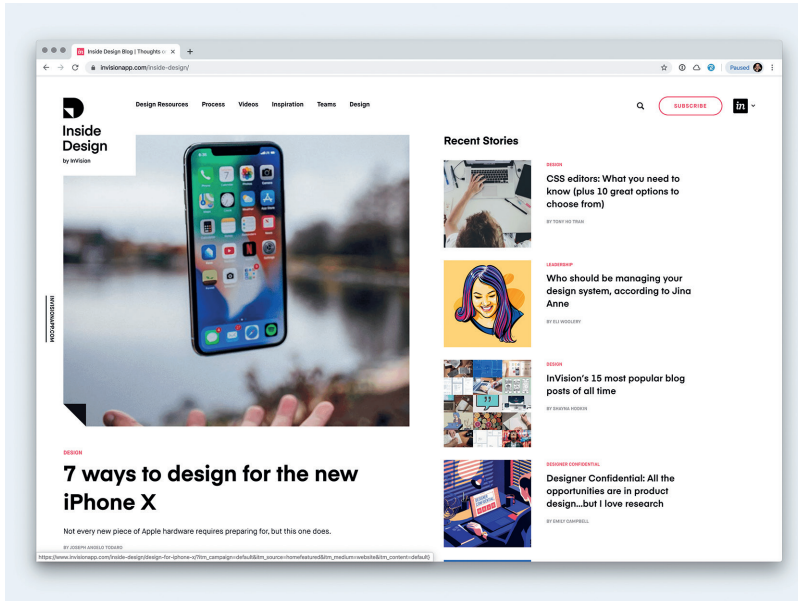 Inside Design Blog | Thoughts o
invisionapp.com/inside-design/
Paused
Inside
Design
by InVision
Design Resources Process Videos Inspiration Teams Design
SUBSCRIBE
in
INVISIONAPP.COM
DESIGN
7 ways to design for the new
iPhone X
Not every new piece of Apple hardware requires preparing for, but this one does.
BY JOSEPH ANGELO TODARO
https://www.invisionapp.com/inside-design/design-for-iphone-x/?itm_campaign=default&itm_source=homefeatured&itm_medium=website&itm_content=default)
Recent Stories
DESIGN
CSS editors: What you need to
know (plus 10 great options to
choose from)
BY TONY HO TRAN
LEADERSHIP
Who should be managing your
design system, according to Jina
Anne
BY ELI WOOLERY
DESIGN
InVision's 15 most popular blog
posts of all time
BY SHAYNA HODKIN
DESIGNER CONFIDENTIAL
Designer Confidential: All the
opportunities are in product
design...but I love research
BY EMILY CAMPBELL
DESIGNER
CONFIDENTIAL